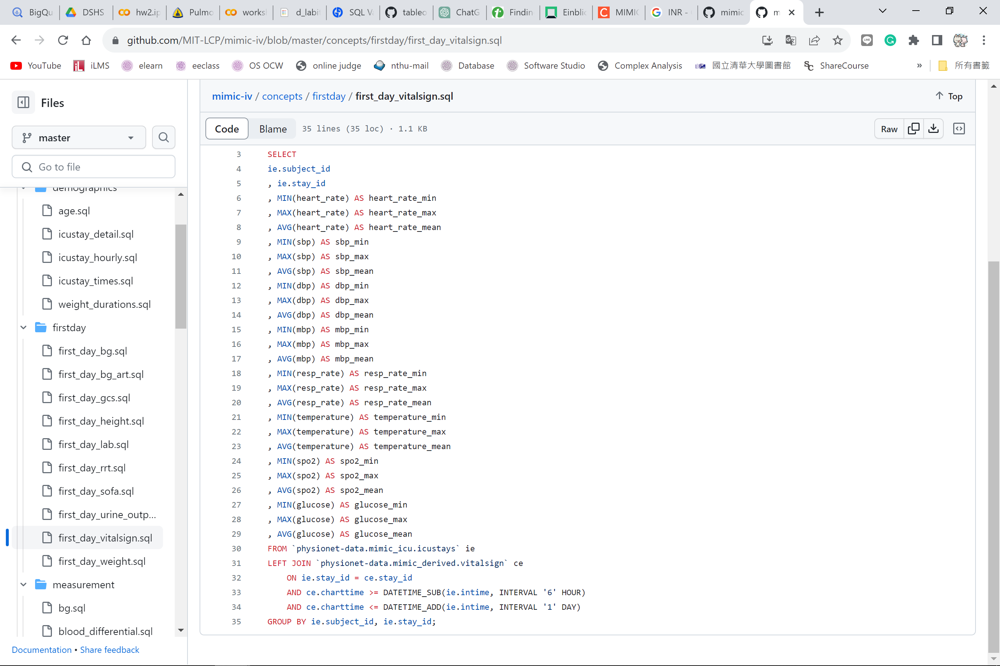 BigQu
DSHS
hw2.ip
Pulmo
works
d_labi
SQL Va
tableo
ChatG
Findin
Einblic
MIMIC
INR -
mimic
m
github.com/MIT-LCP/mimic-iv/blob/master/concepts/firstday/first_day_vitalsign.sql
YouTube
iLMS
elearn
eeclass
OS OCW
online judge
nthu-mail
Database
Software Studio
Complex Analysis
國立清華大學圖書館
ShareCourse
»
所有書籤
Files
master
Go to file
demographics
age.sql
icustay_detail.sql
icustay_hourly.sql
icustay_times.sql
weight_durations.sql
firstday
first_day_bg.sql
first_day_bg_art.sql
first_day_gcs.sql
first_day_height.sql
first_day_lab.sql
first_day_rrt.sql
first_day_sofa.sql
first_day_urine_outp...
first_day_vitalsign.sql
first_day_weight.sql
measurement
bg.sql
blood_differential.sql
Documentation • Share feedback
mimic-iv / concepts / firstday / first_day_vitalsign.sql
Top
Code Blame 35 lines (35 loc) · 1.1 KB
Raw
3 SELECT
4 ie.subject_id
5 , ie.stay_id
6 , MIN(heart_rate) AS heart_rate_min
7 , MAX(heart_rate) AS heart_rate_max
8 , AVG(heart_rate) AS heart_rate_mean
9 , MIN(sbp) AS sbp_min
10 , MAX(sbp) AS sbp_max
11 , AVG(sbp) AS sbp_mean
12 , MIN(dbp) AS dbp_min
13 , MAX(dbp) AS dbp_max
14 , AVG(dbp) AS dbp_mean
15 , MIN(mbp) AS mbp_min
16 , MAX(mbp) AS mbp_max
17 , AVG(mbp) AS mbp_mean
18 , MIN(resp_rate) AS resp_rate_min
19 , MAX(resp_rate) AS resp_rate_max
20 , AVG(resp_rate) AS resp_rate_mean
21 , MIN(temperature) AS temperature_min
22 , MAX(temperature) AS temperature_max
23 , AVG(temperature) AS temperature_mean
24 , MIN(spo2) AS spo2_min
25 , MAX(spo2) AS spo2_max
26 , AVG(spo2) AS spo2_mean
27 , MIN(glucose) AS glucose_min
28 , MAX(glucose) AS glucose_max
29 , AVG(glucose) AS glucose_mean
30 FROM `physionet-data.mimic_icu.icustays` ie
31 LEFT JOIN `physionet-data.mimic_derived.vitalsign` ce
32 ON ie.stay_id = ce.stay_id
33 AND ce.charttime >= DATETIME_SUB(ie.intime, INTERVAL '6' HOUR)
34 AND ce.charttime <= DATETIME_ADD(ie.intime, INTERVAL '1' DAY)
35 GROUP BY ie.subject_id, ie.stay_id;